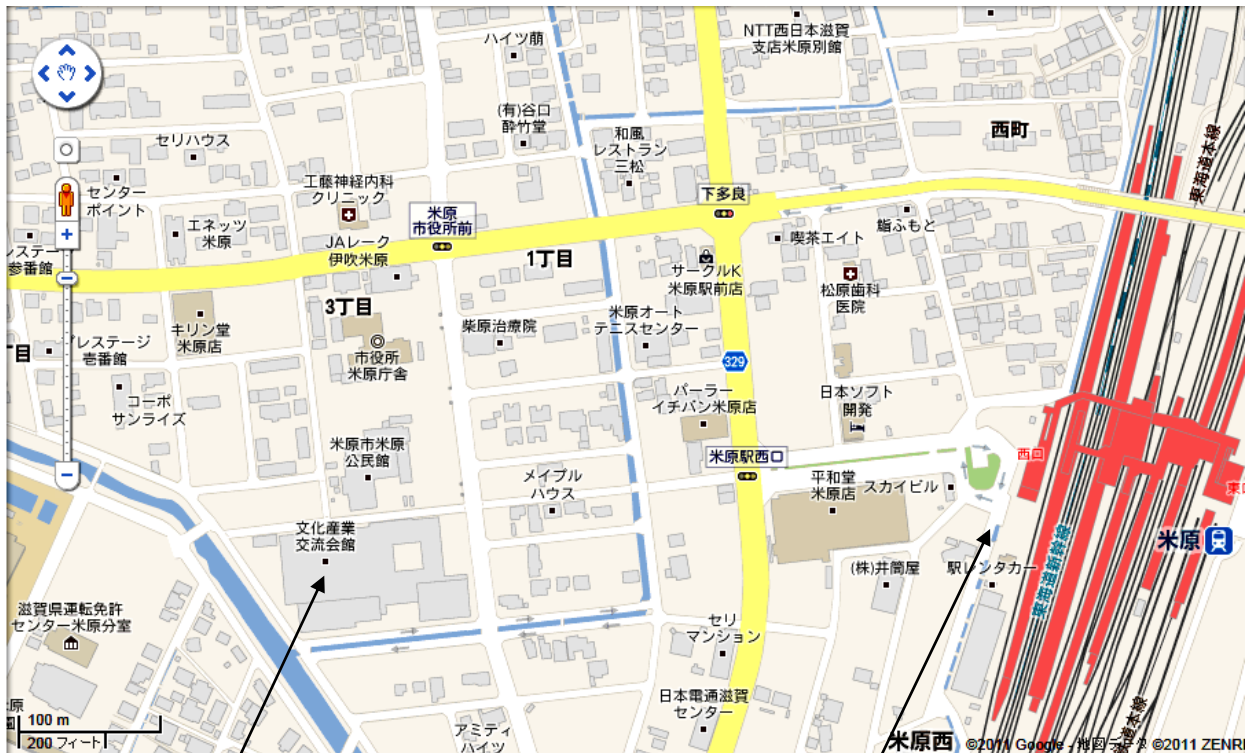 NTT西日本滋賀
支店米原別館
ハイツ萠
(有)谷口
酔竹堂
和風
レストラン
三松
西町
東海道本線
セリハウス
センター
ポイント
工藤神経内科
クリニック
米原
市役所前
下多良
エネッツ
米原
JAレーク
伊吹米原
1丁目
喫茶エイト
鮨ふもと
参番館
サークルK
米原駅前店
松原歯科
医院
3丁目
キリン堂
米原店
柴原治療院
米原オート
テニスセンター
プレステージ
壱番館
丁目
市役所
米原庁舎
329
コーポ
サンライズ
パーラー
イチバン米原店
日本ソフト
開発
米原市米原
公民館
米原駅西口
西口
メイプル
ハウス
平和堂
米原店
スカイビル
文化産業
交流会館
米原
東海道新幹線
(株)井筒屋
駅レンタカー
滋賀県運転免許
センター米原分室
セリ
マンション
日本電通滋賀
センター
アミティ
ハイツ
米原西
100 m
200 フィート
©2011 Google - 地図データ ©2011 ZENRI